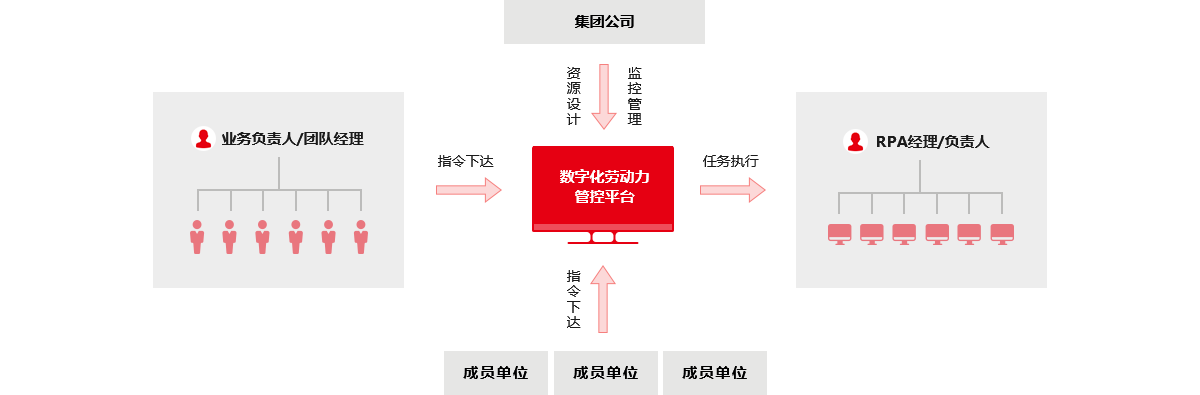 集团公司
资源设计
监控管理
业务负责人/团队经理
指令下达
数字化劳动力
管控平台
任务执行
RPA经理/负责人
指令下达
成员单位
成员单位
成员单位